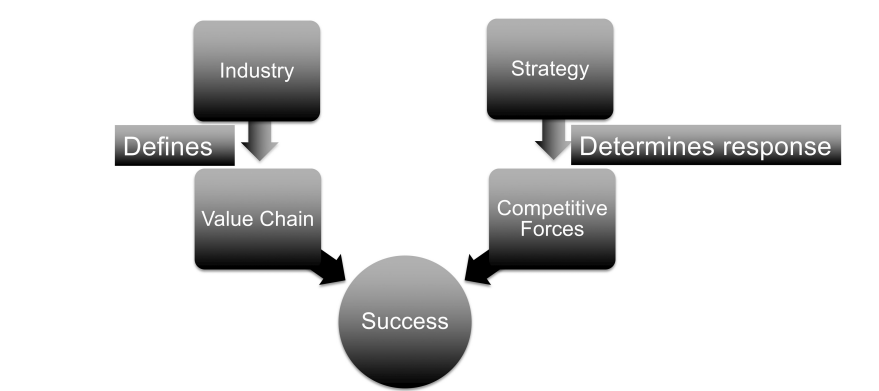 Industry
Strategy
Defines
Determines response
Value Chain
Competitive
Forces
Success